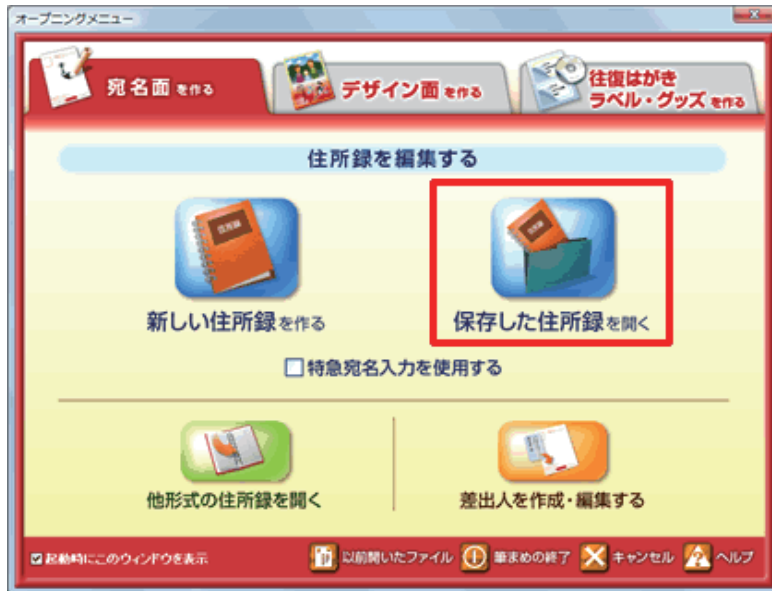 オープニングメニュー
宛名面を作る
デザイン面を作る
往復はがき
ラベル・グッズを作る
住所録を編集する
住所録
住所録
新しい住所録を作る
保存した住所録を開く
特急宛名入力を使用する
他形式の住所録を開く
差出人を作成・編集する
起動時にこのウィンドウを表示
以前開いたファイル
筆まめの終了
キャンセル
ヘルプ